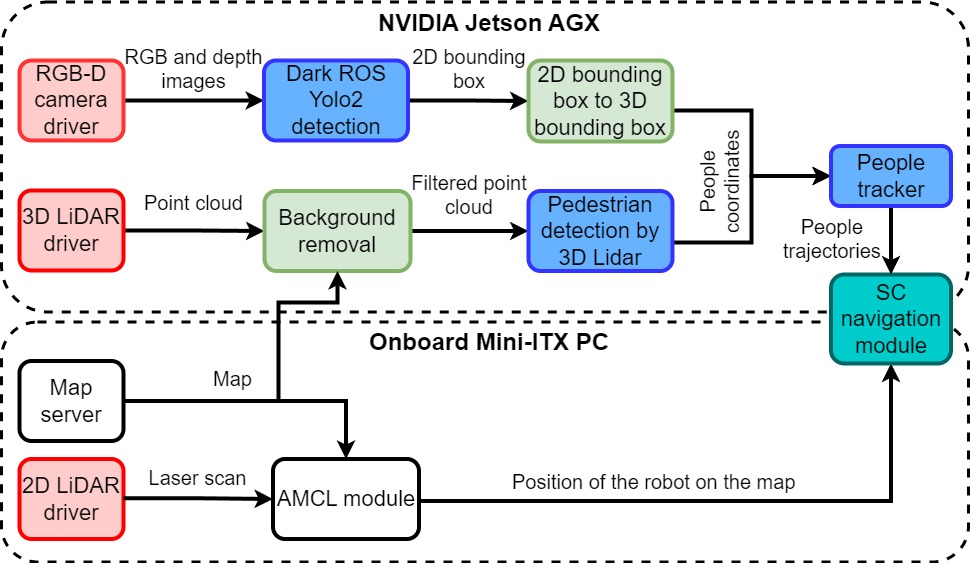 NVIDIA Jetson AGX
RGB-D
camera
driver
RGB and depth
images
Dark ROS
Yolo2
detection
2D bounding
box
2D bounding
box to 3D
bounding box
People
coordinates
People
tracker
3D LiDAR
driver
Point cloud
Background
removal
Filtered point
cloud
Pedestrian
detection by
3D Lidar
People
trajectories
SC
navigation
module
Onboard Mini-ITX PC
Map
server
Map
2D LiDAR
driver
Laser scan
AMCL module
Position of the robot on the map